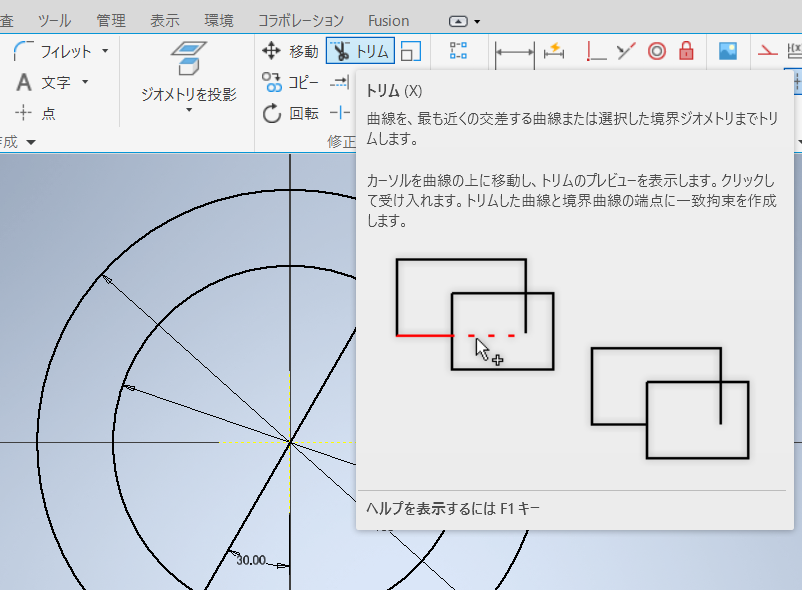 査 ツール 管理 表示 環境 コラボレーション Fusion
フィレット
移動
トリム
A 文字
ジオメトリを投影
コピー
点
回転
成
修正
トリム (X)
曲線を、最も近くの交差する曲線または選択した境界ジオメトリまでトリ
ムします。
カーソルを曲線の上に移動し、トリムのプレビューを表示します。クリックし
て受け入れます。トリムした曲線と境界曲線の端点に一致拘束を作成
します。
ヘルプを表示するには F1 キー
30.00